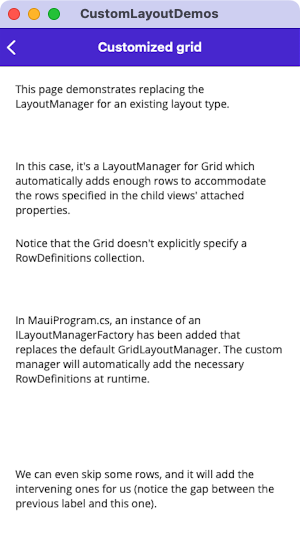 CustomLayoutDemos
Customized grid
This page demonstrates replacing the
LayoutManager for an existing layout type.
In this case, it's a LayoutManager for Grid which
automatically adds enough rows to accommodate
the rows specified in the child views' attached
properties.
Notice that the Grid doesn't explicitly specify a
RowDefinitions collection.
In MauiProgram.cs, an instance of an
ILayoutManagerFactory has been added that
replaces the default GridLayoutManager. The custom
manager will automatically add the necessary
RowDefinitions at runtime.
We can even skip some rows, and it will add the
intervening ones for us (notice the gap between the
previous label and this one).